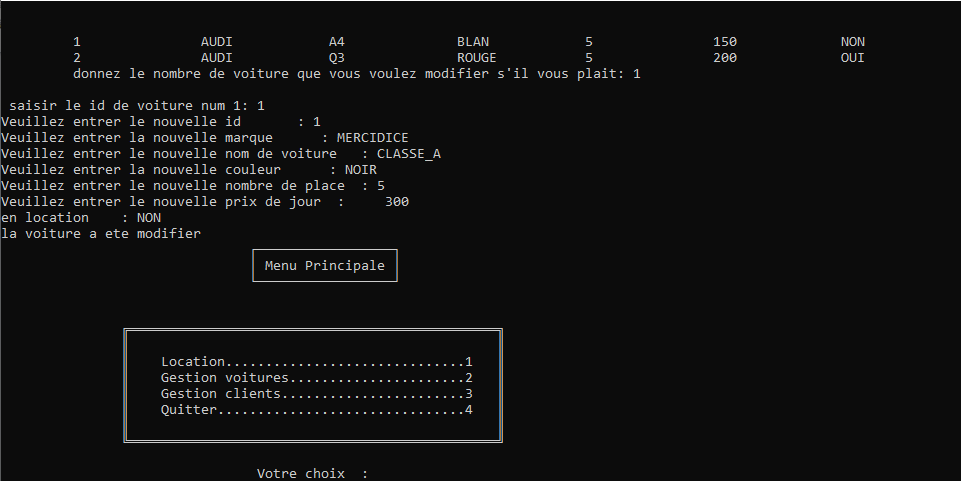 1 AUDI A4 BLAN 5 150 NON
2 AUDI Q3 ROUGE 5 200 OUI
donnez le nombre de voiture que vous voulez modifier s'il vous plait: 1
saisir le id de voiture num 1: 1
Veuillez entrer le nouvelle id : 1
Veuillez entrer la nouvelle marque : MERCIDICE
Veuillez entrer le nouvelle nom de voiture : CLASSE_A
Veuillez entrer la nouvelle couleur : NOIR
Veuillez entrer le nouvelle nombre de place : 5
Veuillez entrer le nouvelle prix de jour : 300
en location : NON
la voiture a ete modifier
Menu Principale
Location..............................1
Gestion voitures......................2
Gestion clients.......................3
Quitter...............................4
Votre choix :